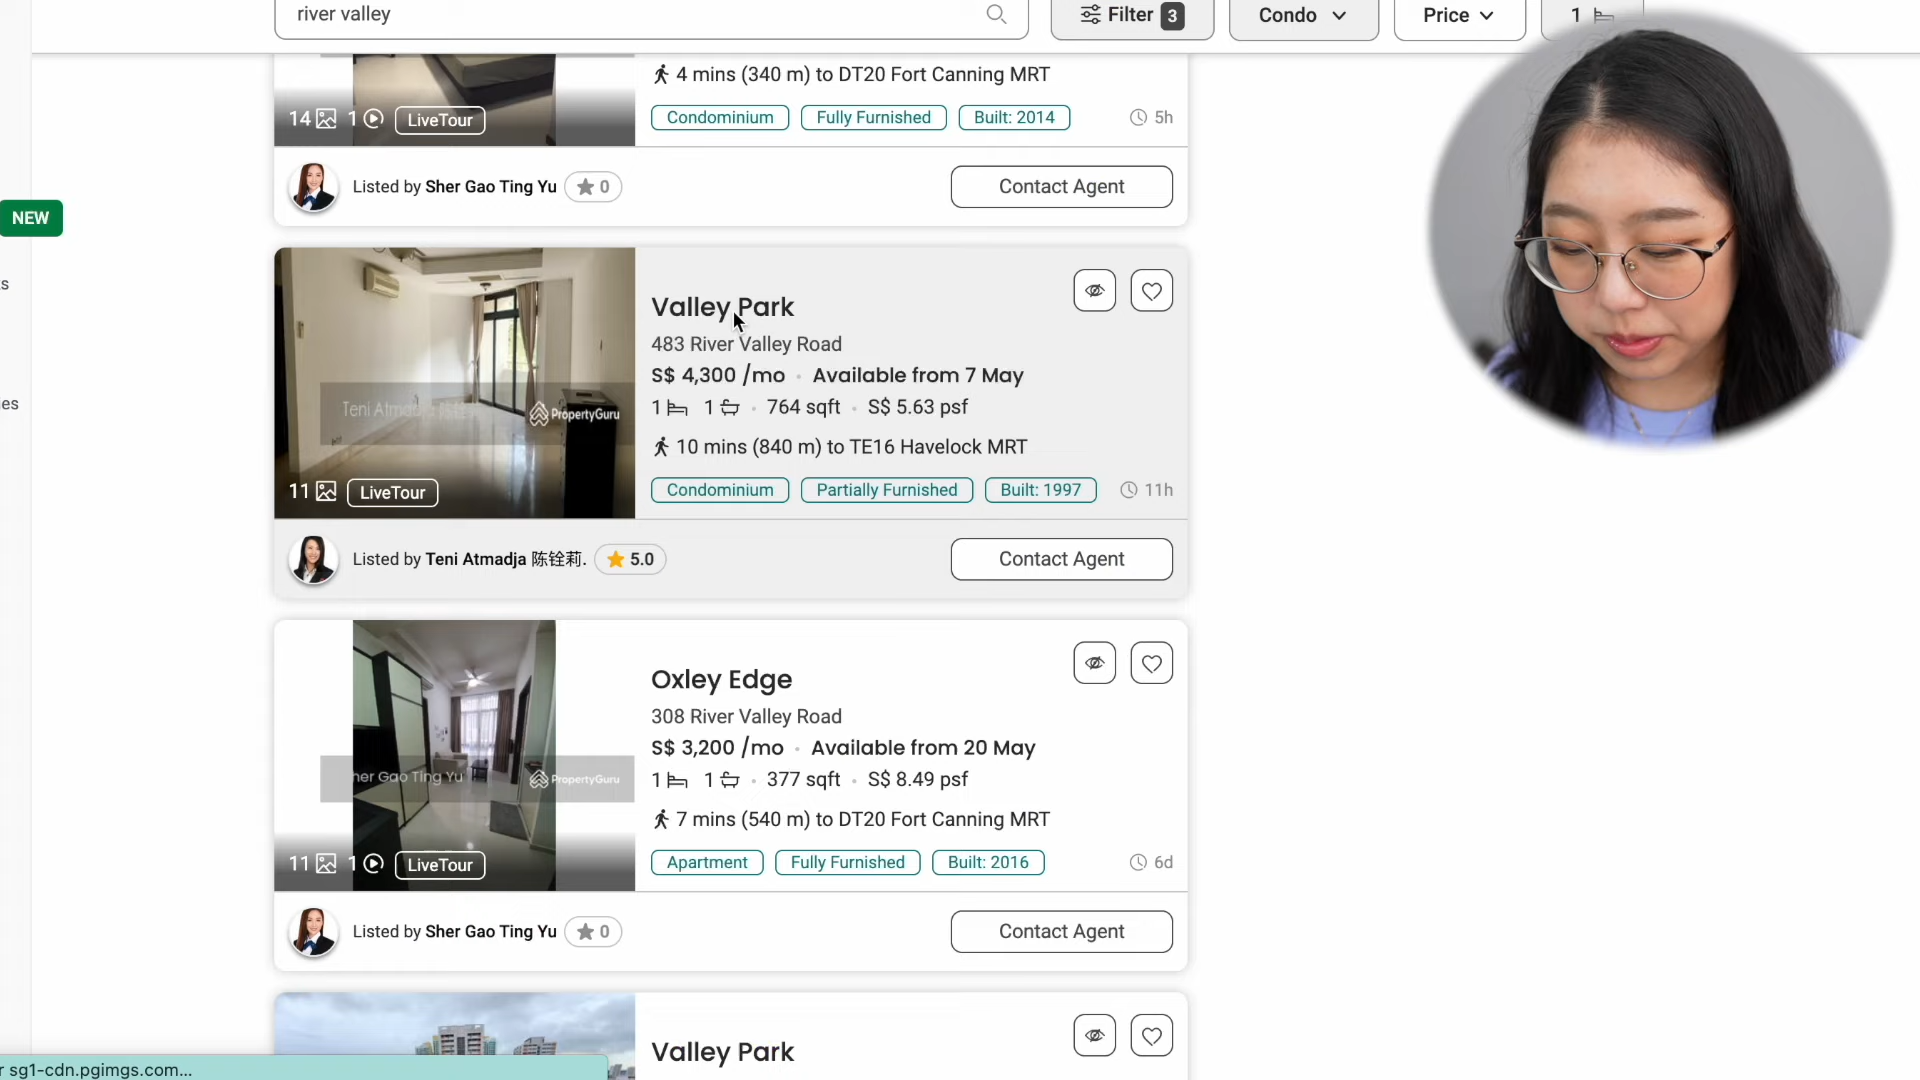 river valley
Filter 3
Condo
Price
1
4 mins (340 m) to DT20 Fort Canning MRT
14
1
LiveTour
Condominium
Fully Furnished
Built: 2014
5h
Listed by Sher Gao Ting Yu
0
Contact Agent
NEW
Valley Park
483 River Valley Road
S$ 4,300 /mo · Available from 7 May
1 1 · 764 sqft · S$ 5.63 psf
10 mins (840 m) to TE16 Havelock MRT
PropertyGuru
11
LiveTour
Condominium
Partially Furnished
Built: 1997
11h
Listed by Teni Atmadja 陈铨莉.
5.0
Contact Agent
Oxley Edge
308 River Valley Road
S$ 3,200 /mo · Available from 20 May
1 1 · 377 sqft · S$ 8.49 psf
7 mins (540 m) to DT20 Fort Canning MRT
her Gao Ting Yu
PropertyGuru
11
1
LiveTour
Apartment
Fully Furnished
Built: 2016
6d
Listed by Sher Gao Ting Yu
0
Contact Agent
Valley Park
r sg1-cdn.pgimgs.com...